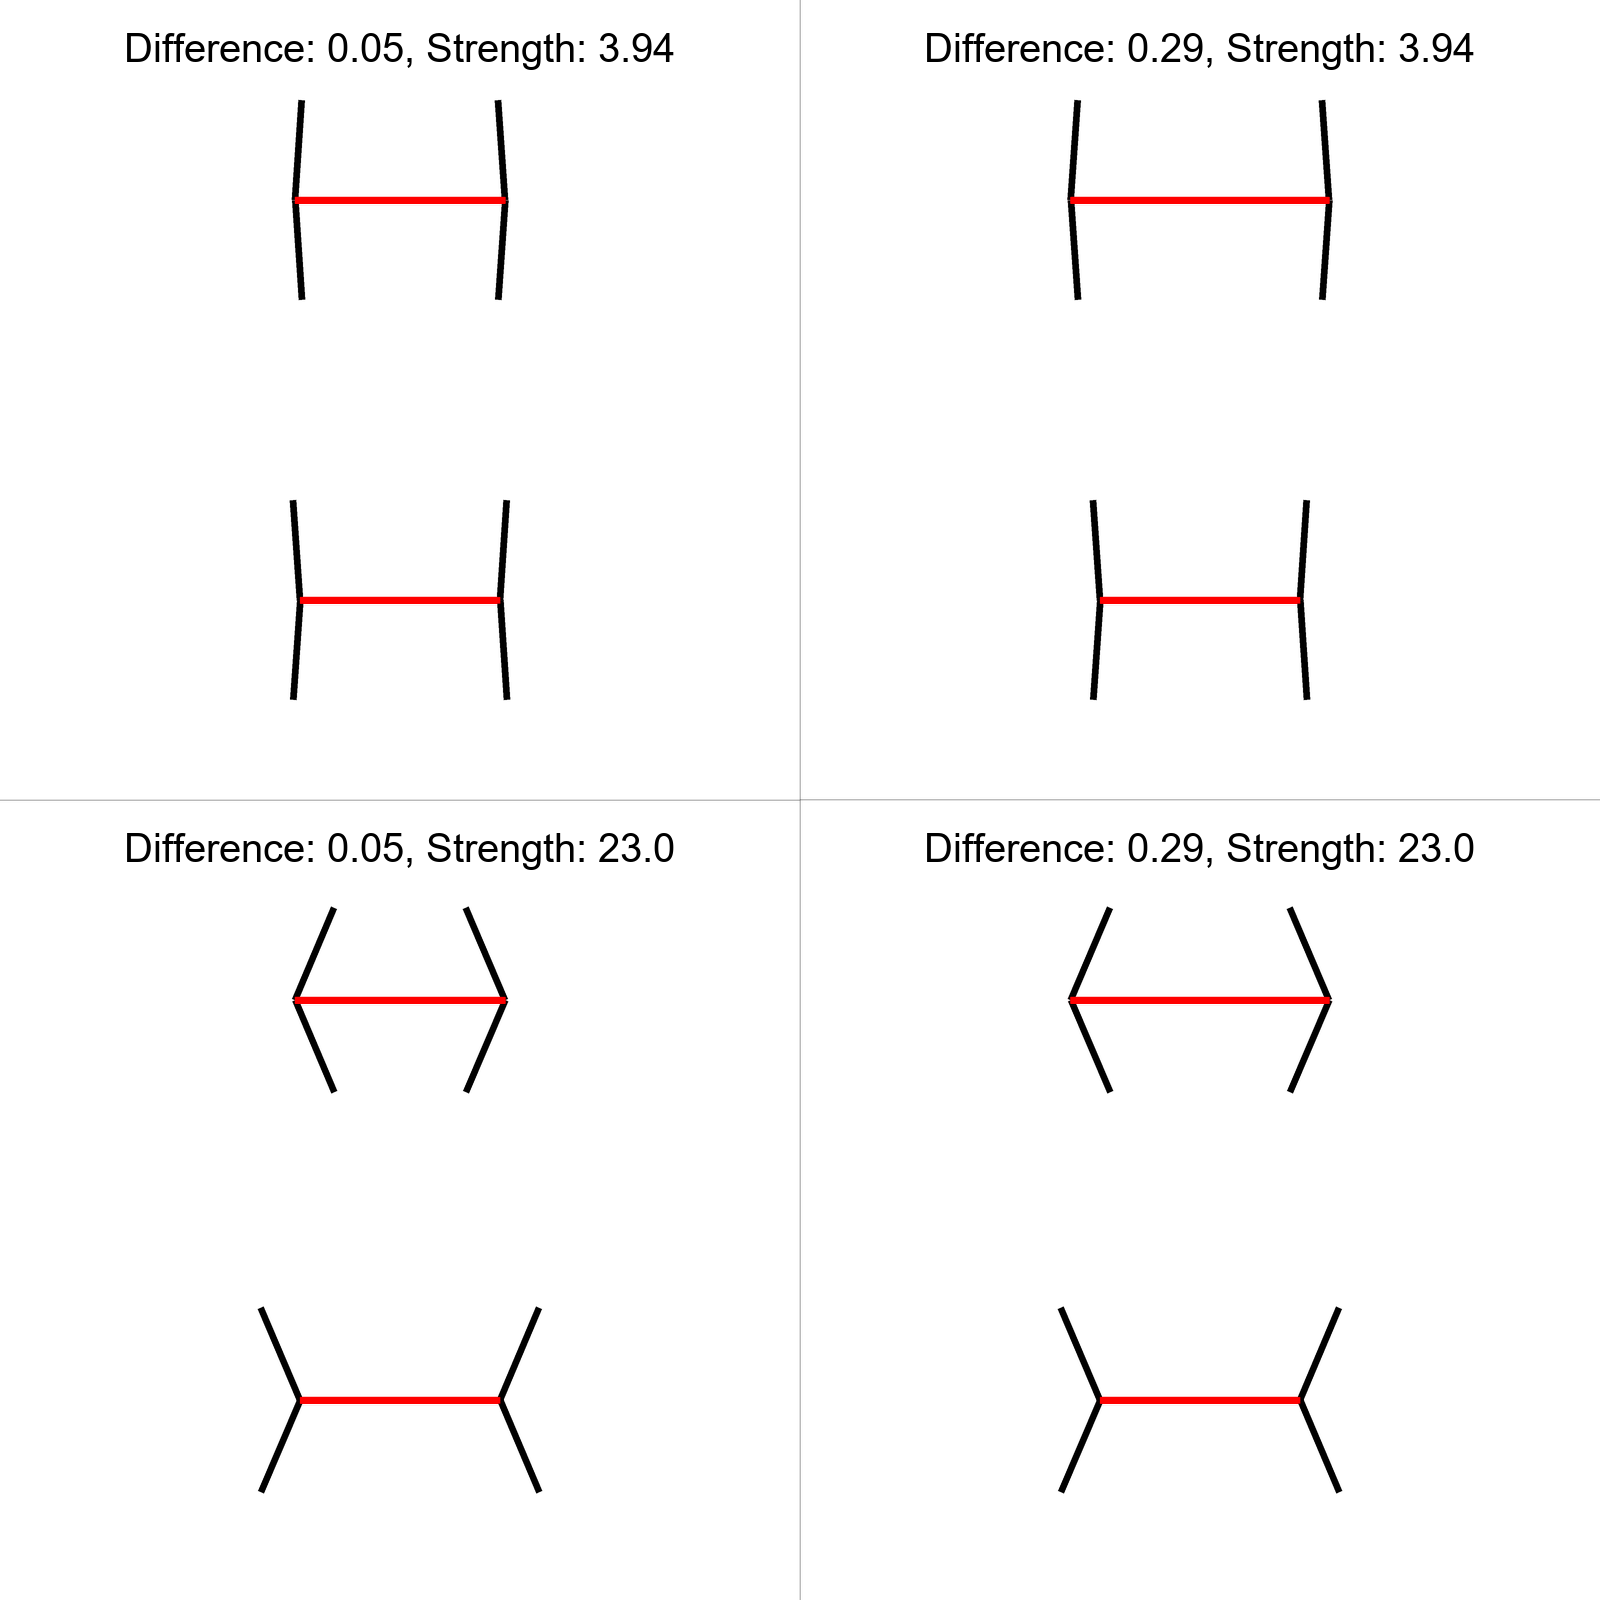 Difference: 0.05, Strength: 3.94
Difference: 0.29, Strength: 3.94
Difference: 0.05, Strength: 23.0
Difference: 0.29, Strength: 23.0